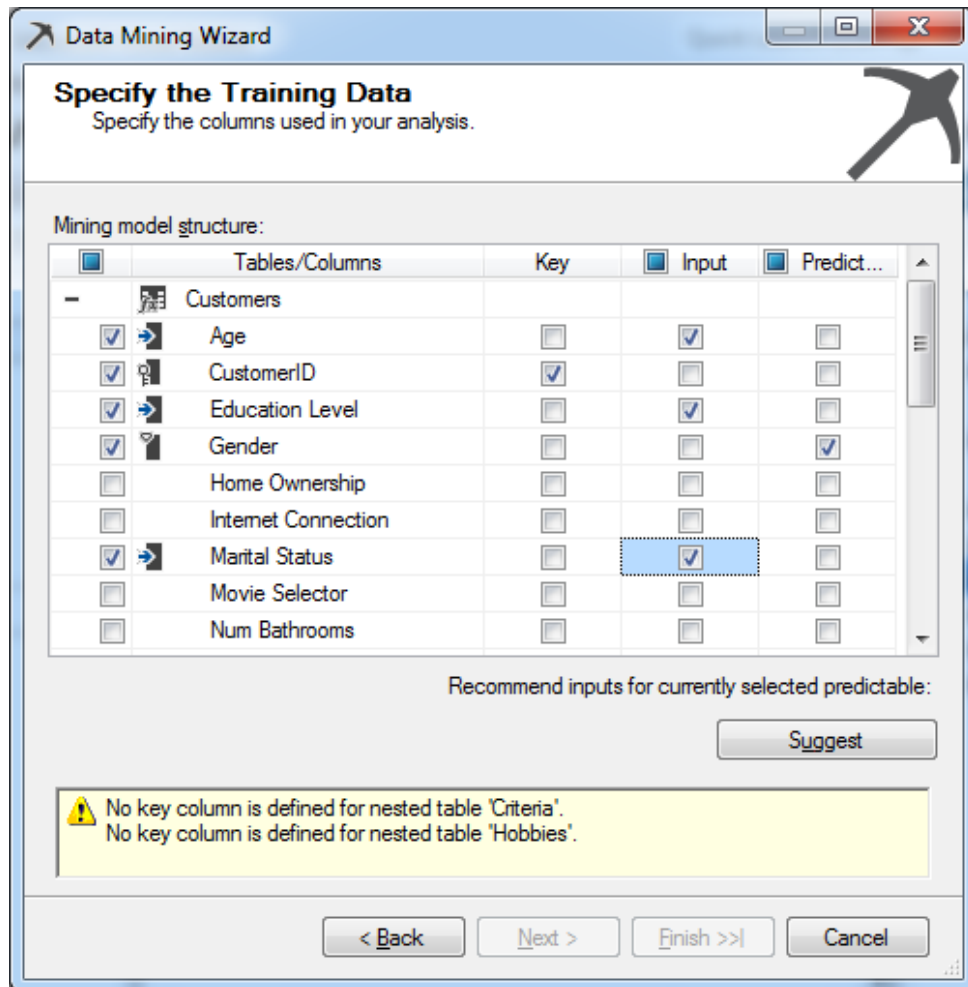 Data Mining Wizard
Specify the Training Data
Specify the columns used in your analysis.
Mining model structure:
Tables/Columns Key Input Predict...
Customers
Age
CustomerID
Education Level
Gender
Home Ownership
Internet Connection
Marital Status
Movie Selector
Num Bathrooms
Recommend inputs for currently selected predictable:
Suggest
No key column is defined for nested table 'Criteria'.
No key column is defined for nested table 'Hobbies'.
< Back Next > Finish >>| Cancel